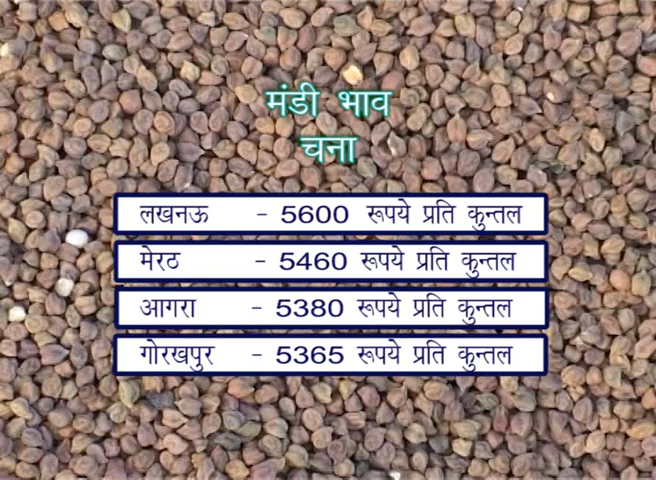 मंडी भाव
चना
लखनऊ - 5600 रूपये प्रति कुन्तल
मेरठ - 5460 रूपये प्रति कुन्तल
आगरा - 5380 रूपये प्रति कुन्तल
गोरखपुर - 5365 रूपये प्रति कुन्तल